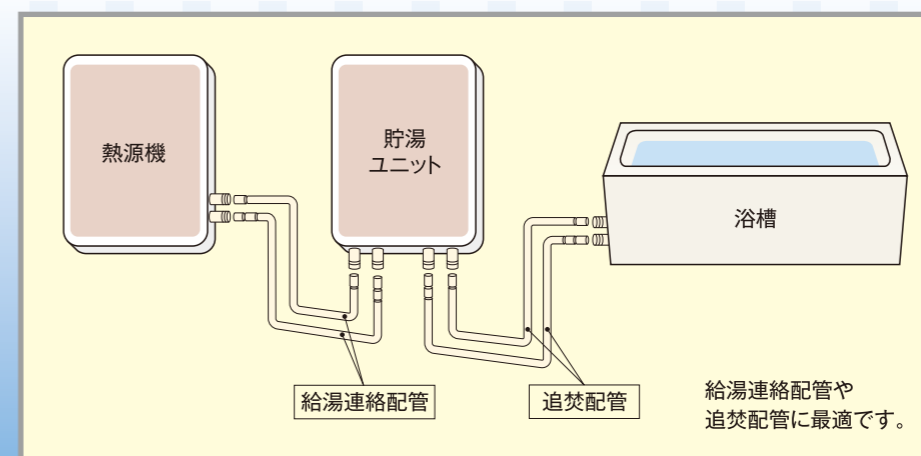 熱源機
貯湯
ユニット
浴槽
給湯連絡配管
追焚配管
給湯連絡配管や
追焚配管に最適です。